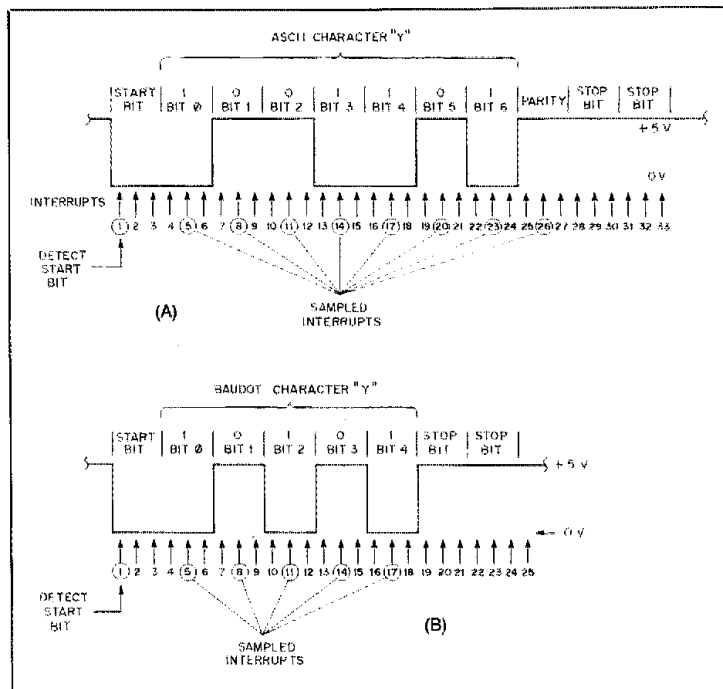 ASCII CHARACTER "Y"
START BIT | 1 BIT 0 | 0 BIT 1 | 0 BIT 2 | 1 BIT 3 | 1 BIT 4 | 0 BIT 5 | 1 BIT 6 | PARITY | STOP BIT | STOP BIT
+5 V
0 V
INTERRUPTS
1 2 3 4 5 6 7 8 9 10 11 12 13 14 15 16 17 18 19 20 21 22 23 24 25 26 27 28 29 30 31 32 33
DETECT
START
BIT
(A)
SAMPLED
INTERRUPTS
BAUDOT CHARACTER "Y"
START BIT | 1 BIT 0 | 0 BIT 1 | 1 BIT 2 | 0 BIT 3 | 1 BIT 4 | STOP BIT | STOP BIT
+5 V
0 V
1 2 3 4 5 6 7 8 9 10 11 12 13 14 15 16 17 18 19 20 21 22 23 24 25
DETECT
START
BIT
SAMPLED
INTERRUPTS
(B)